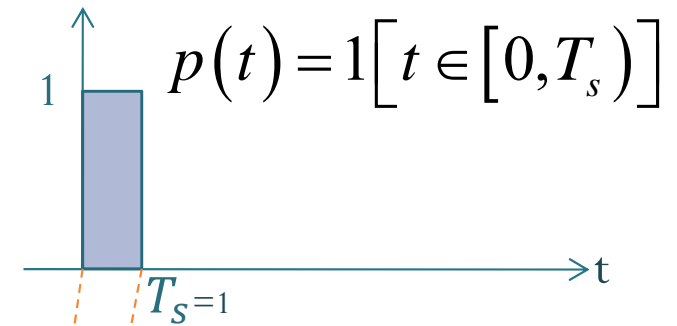 p(t) = 1[t ∈ [0, T_s)]
1
t
T_s=1